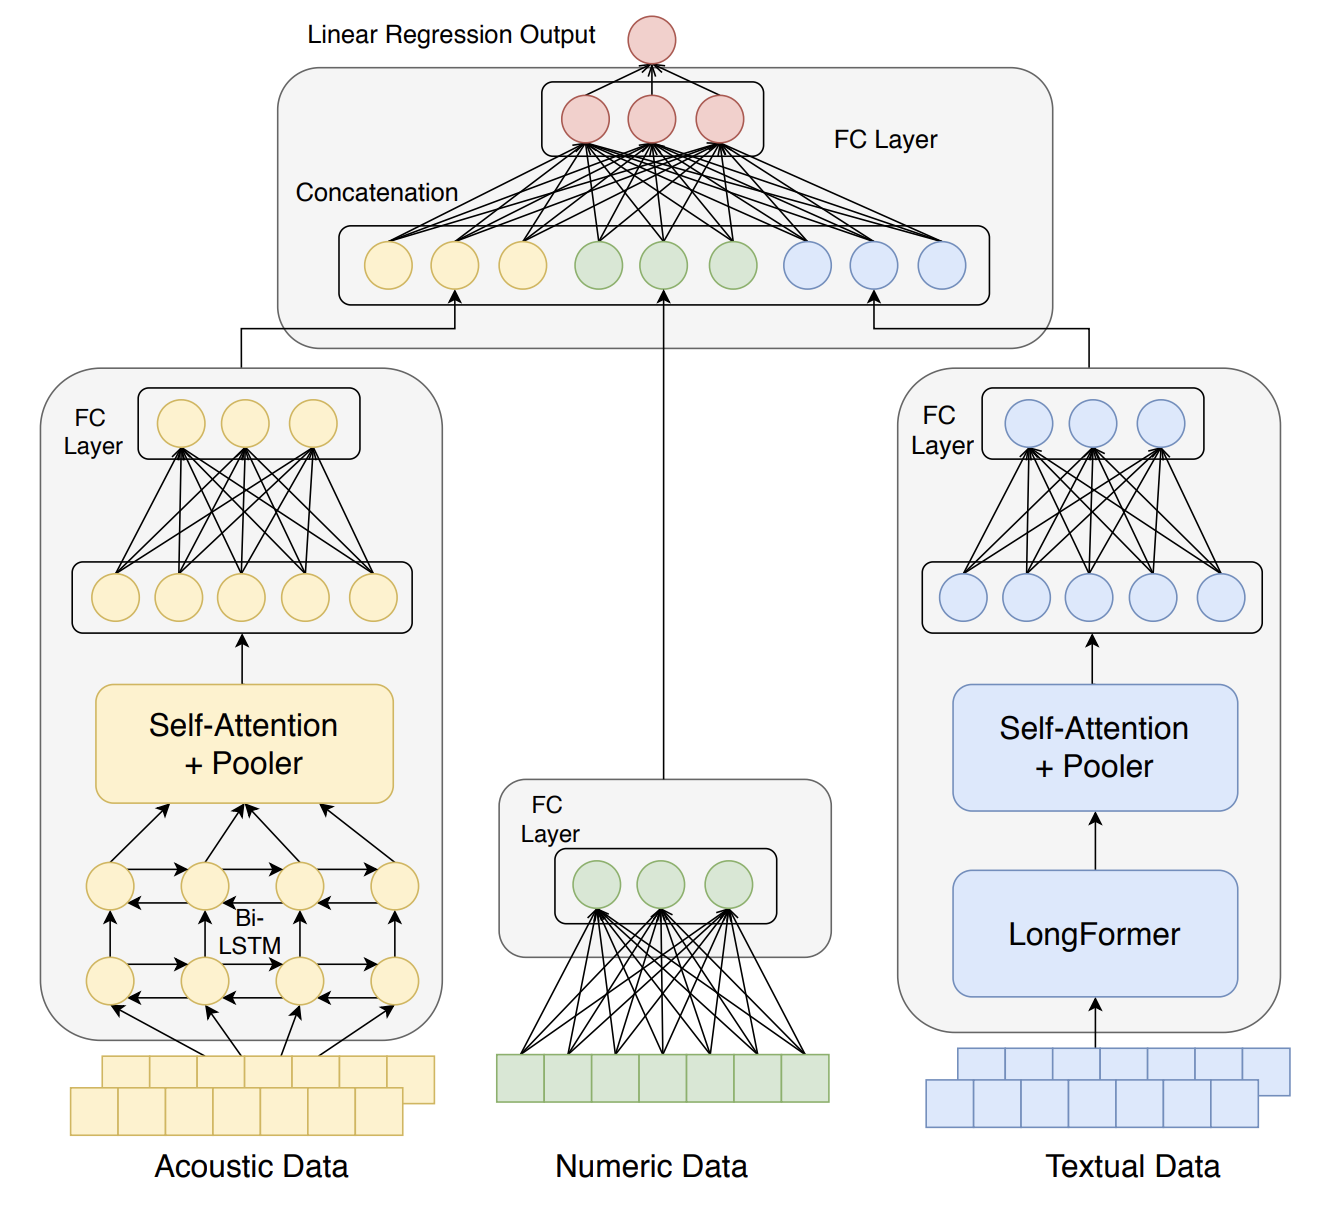 Linear Regression Output
FC Layer
Concatenation
FC
Layer
FC
Layer
Self-Attention
+ Pooler
Self-Attention
+ Pooler
FC
Layer
Bi-
LSTM
LongFormer
Acoustic Data
Numeric Data
Textual Data